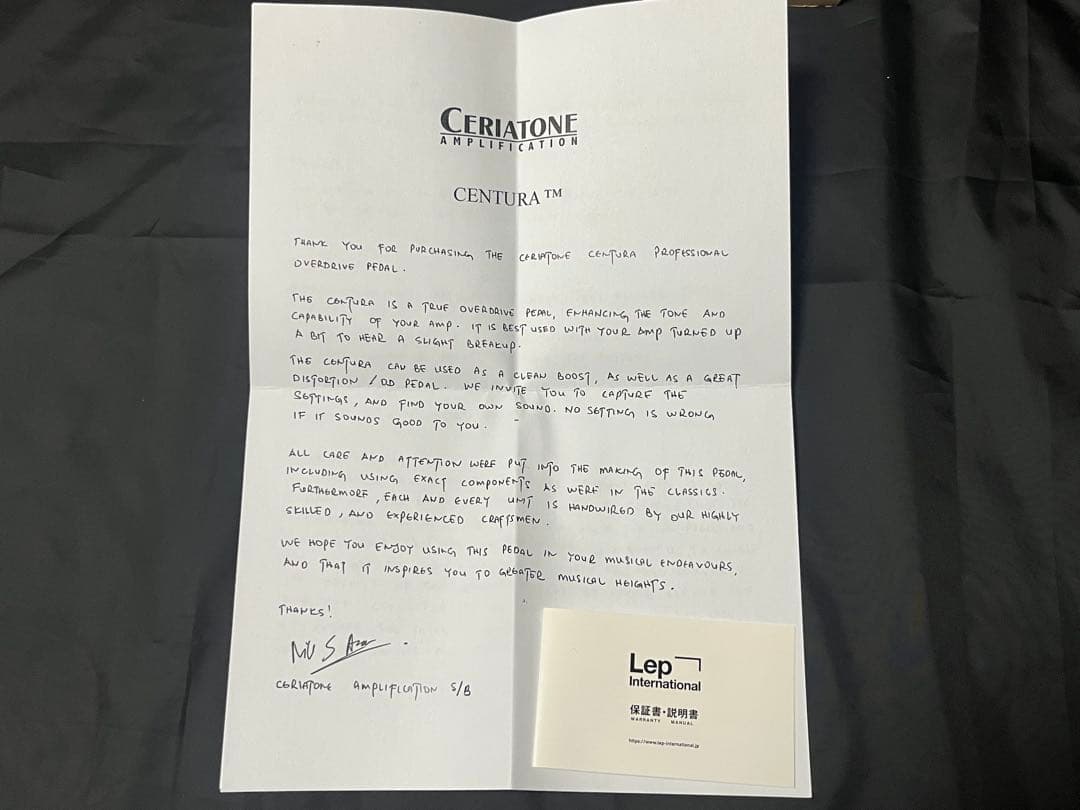 CERIATONE
AMPLIFICATION
CENTURA™
THANK YOU FOR PURCHASING THE CERIATONE CENTURA PROFESSIONAL
OVERDRIVE PEDAL.
THE CENTURA IS A TRUE OVERDRIVE PEDAL, ENHANCING THE TONE AND
CAPABILITY OF YOUR AMP. IT IS BEST USED WITH YOUR AMP TURNED UP
A BIT TO HEAR A SLIGHT BREAKUP.
THE CENTURA CAN BE USED AS A CLEAN BOOST, AS WELL AS A GREAT
DISTORTION / OD PEDAL. WE INVITE YOU TO CAPTURE THE
SETTINGS, AND FIND YOUR OWN SOUND. NO SETTING IS WRONG
IF IT SOUNDS GOOD TO YOU.
ALL CARE AND ATTENTION WERE PUT INTO THE MAKING OF THIS PEDAL,
INCLUDING USING EXACT COMPONENTS AS WERE IN THE CLASSICS.
FURTHERMORE, EACH AND EVERY UNIT IS HANDWIRED BY OUR HIGHLY
SKILLED, AND EXPERIENCED CRAFTSMEN.
WE HOPE YOU ENJOY USING THIS PEDAL IN YOUR MUSICAL ENDEAVOURS,
AND THAT IT INSPIRES YOU TO GREATER MUSICAL HEIGHTS.
THANKS!
CERIATONE AMPLIFICATION S/B
Lep
International
保証書・説明書
WARRANTY MANUAL
https://www.lep-international.jp